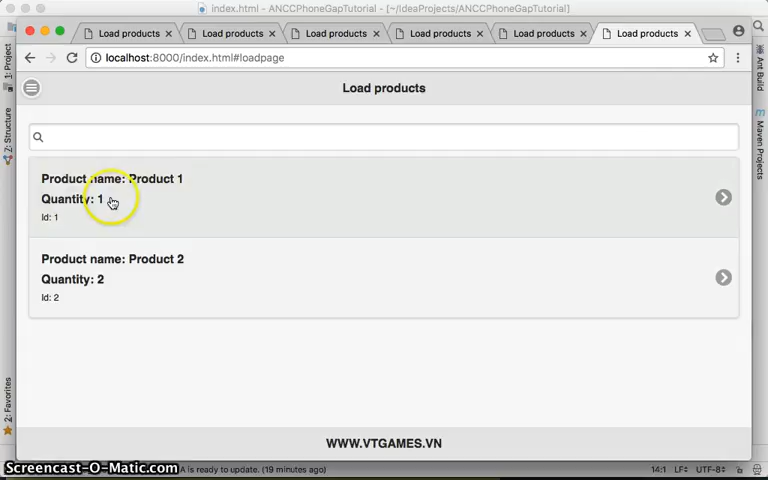 index.html - ANCCPhoneGapTutorial - [~/IdeaProjects/ANCCPhoneGapTutorial]
Load products
Load products
Load products
Load products
Load products
Load products
localhost:8000/index.html#loadpage
1: Project
7: Structure
2: Favorites
Ant Build
Maven Projects
Load products
Product name: Product 1
Quantity: 1
Id: 1
Product name: Product 2
Quantity: 2
Id: 2
WWW.VTGAMES.VN
Screencast-O-Matic.com
A is ready to update. (19 minutes ago)
14:1 LF÷ UTF-8÷